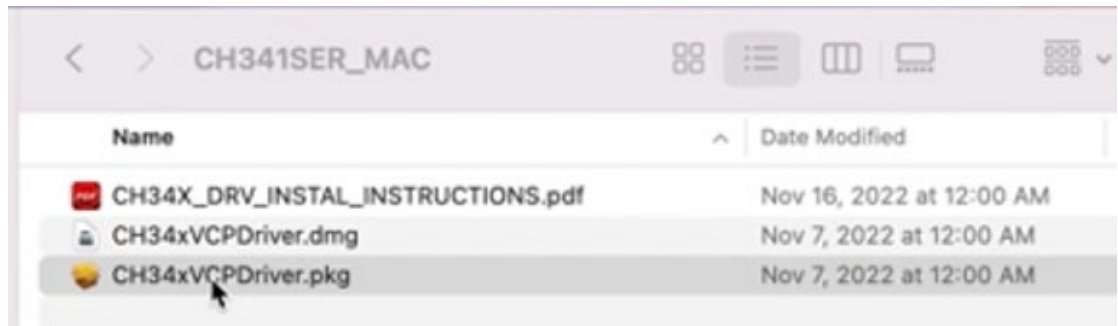 CH341SER_MAC
Name Date Modified
CH34X_DRV_INSTAL_INSTRUCTIONS.pdf Nov 16, 2022 at 12:00 AM
CH34xVCPDriver.dmg Nov 7, 2022 at 12:00 AM
CH34xVCPDriver.pkg Nov 7, 2022 at 12:00 AM